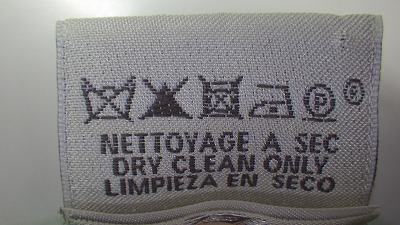 P ®
NETTOYAGE A SEC
DRY CLEAN ONLY
LIMPIEZA EN SECO